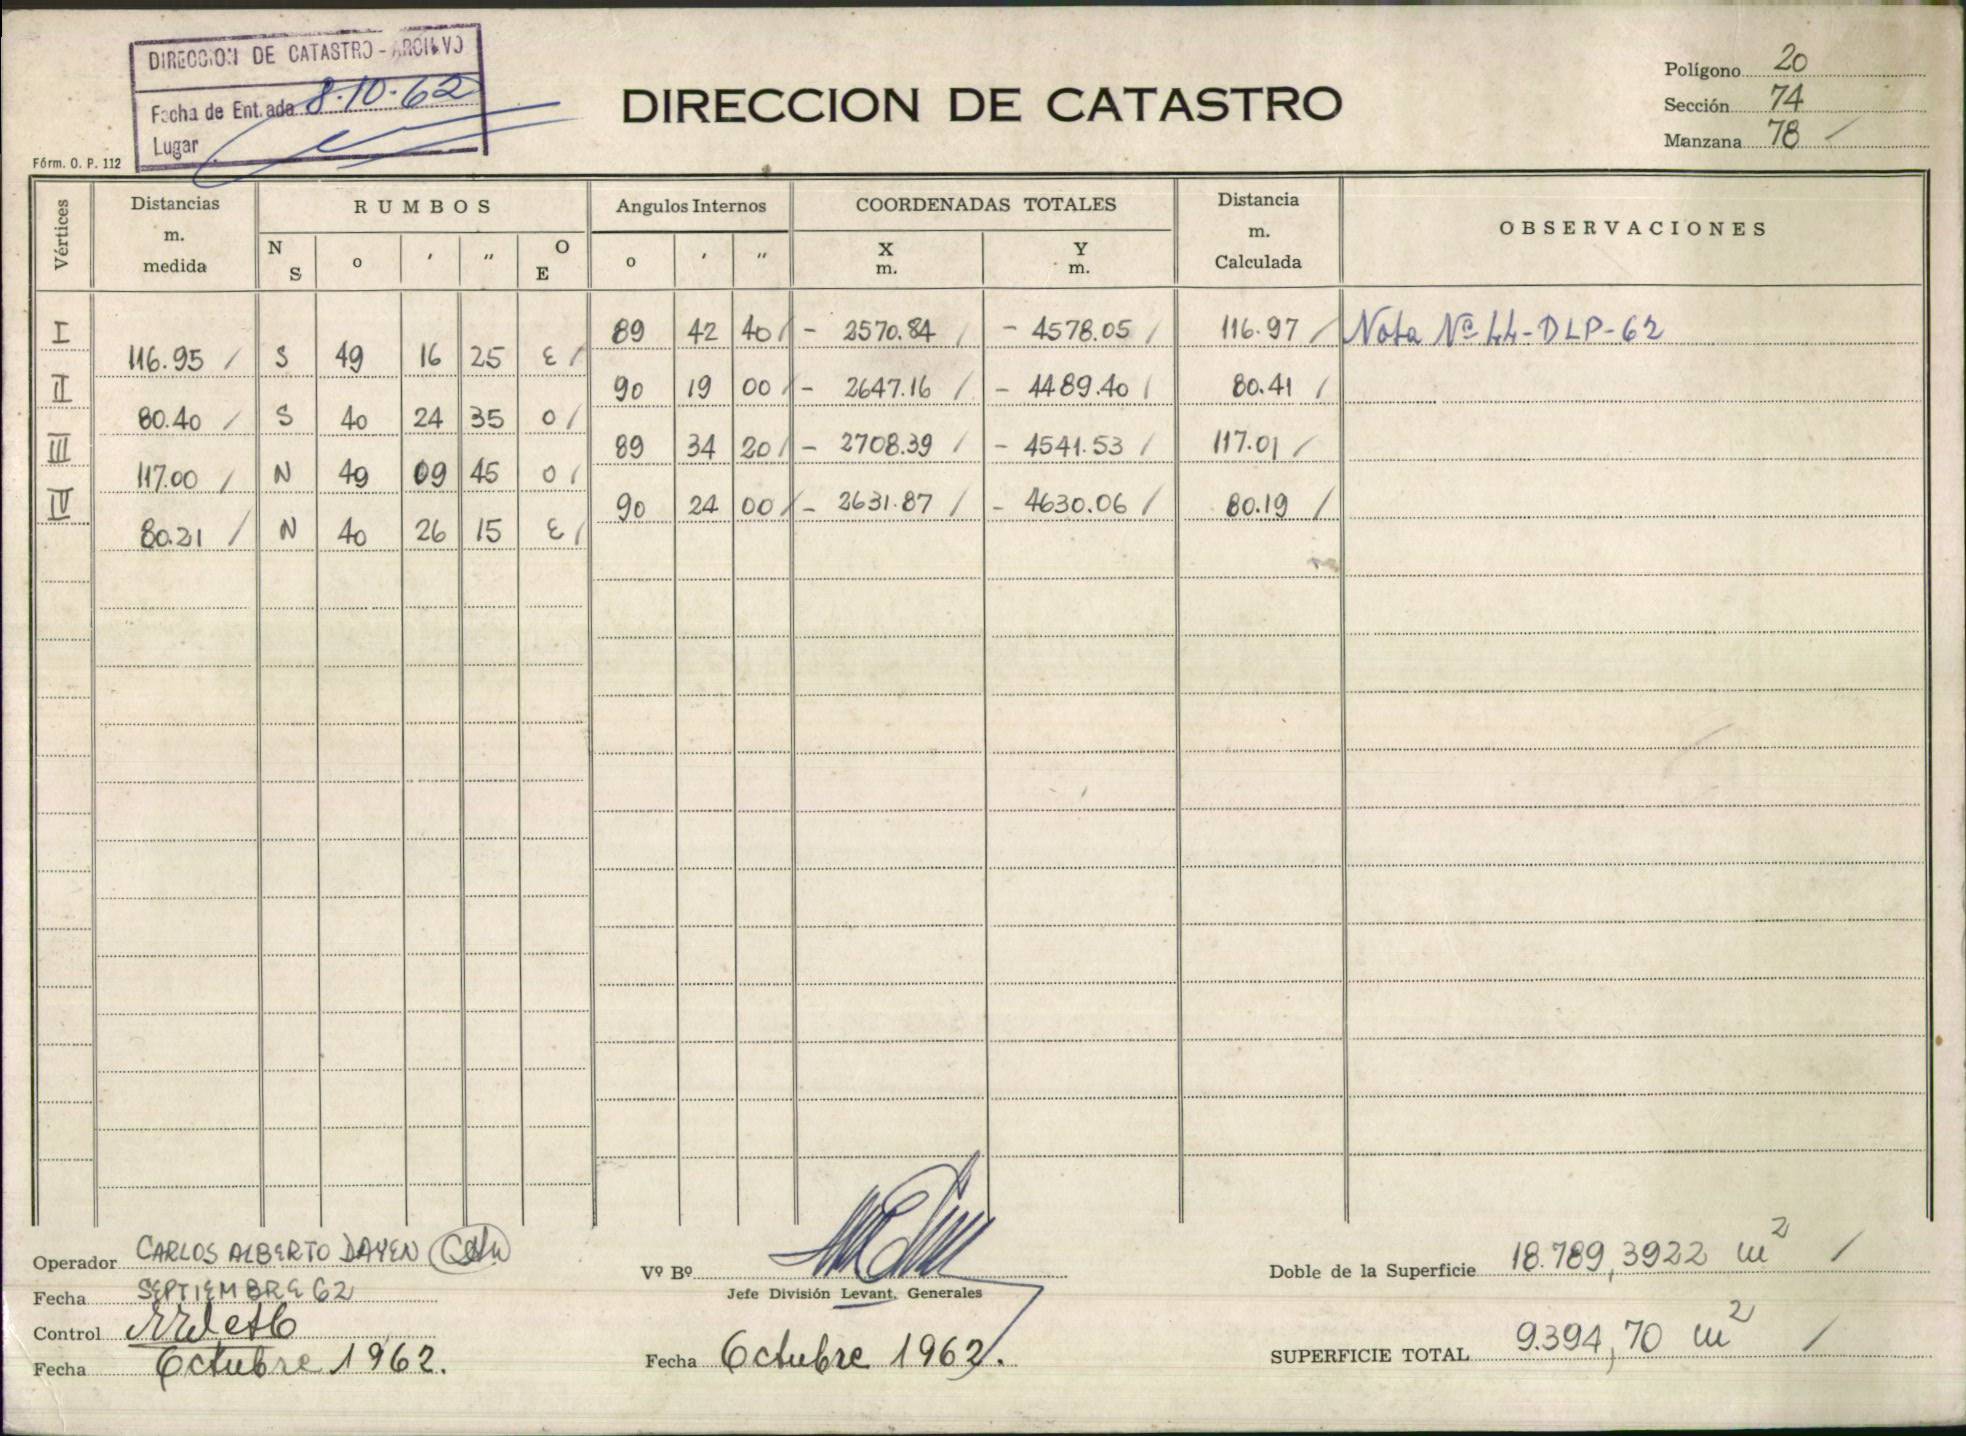 DIRECCION DE CATASTRO - ARCHIVO
Fecha de Entrada 8-10-62
Lugar
Fórm. O. P. 112
DIRECCION DE CATASTRO
Polígono 20
Sección 74
Manzana 78 /
Vértices Distancias m. medida RUMBOS Angulos Internos COORDENADAS TOTALES Distancia m. Calculada OBSERVACIONES
N S o ' " O E o ' " X m. Y m.
I 89 42 40 / - 2570.84 / - 4578.05 / 116.97 / Nota Nº 44-DLP-62
116.95 / S 49 16 25 E /
II 90 19 00 / - 2647.16 / - 4489.40 / 80.41 /
80.40 / S 40 24 35 O /
III 89 34 20 / - 2708.39 / - 4541.53 / 117.01 /
117.00 / N 49 09 45 O /
IV 90 24 00 / - 2631.87 / - 4630.06 / 80.19 /
80.21 / N 40 26 15 E /
Operador CARLOS ALBERTO DAYEN
Fecha SEPTIEMBRE 62
Control
Fecha Octubre 1962.
Vº Bº
Jefe División Levant. Generales
Fecha Octubre 1962.
Doble de la Superficie 18.789,3922 m2 /
SUPERFICIE TOTAL 9.394,70 m2 /